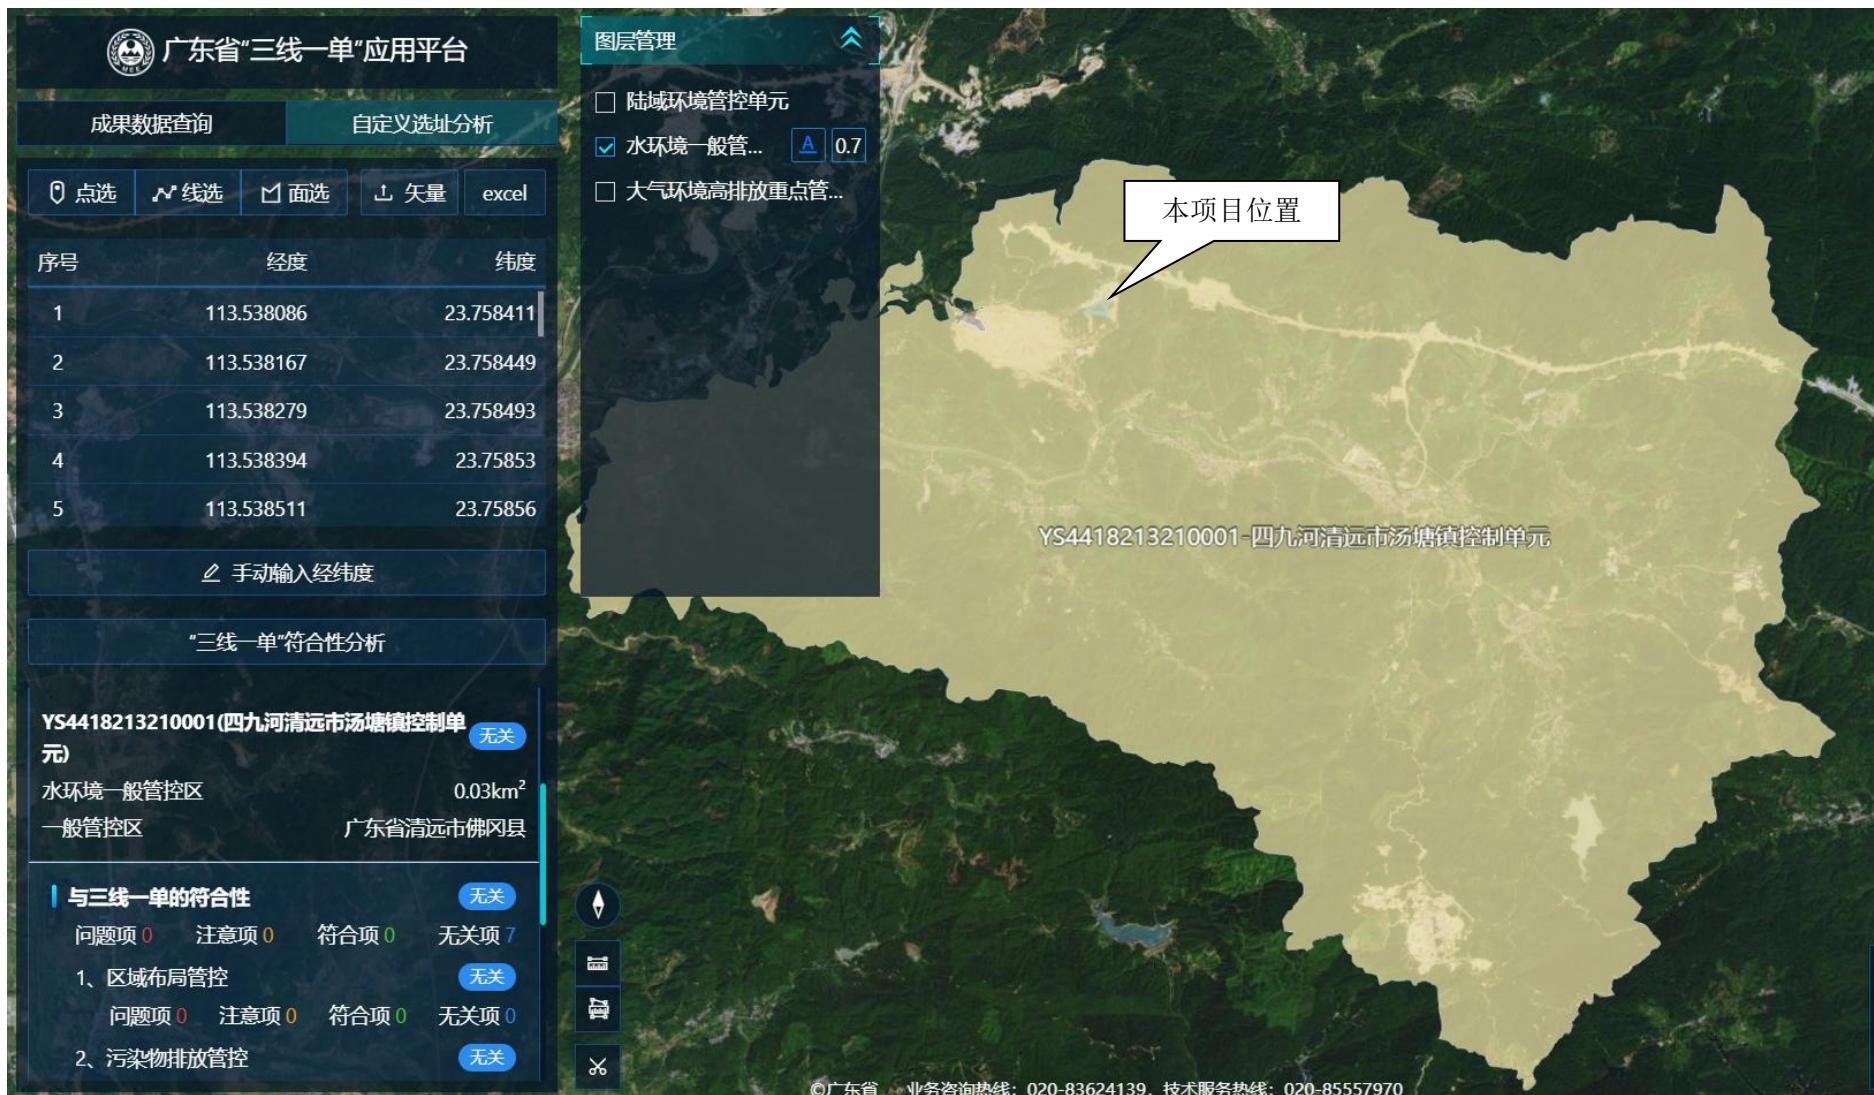 广东省“三线一单”应用平台
成果数据查询
自定义选址分析
点选 线选 面选 矢量 excel
序号 经度 纬度
1 113.538086 23.758411
2 113.538167 23.758449
3 113.538279 23.758493
4 113.538394 23.75853
5 113.538511 23.75856
手动输入经纬度
“三线一单”符合性分析
YS4418213210001(四九河清远市汤塘镇控制单
元)
无关
水环境一般管控区 0.03km²
一般管控区 广东省清远市佛冈县
与三线一单的符合性 无关
问题项 0 注意项 0 符合项 0 无关项 7
1、区域布局管控 无关
问题项 0 注意项 0 符合项 0 无关项 0
2、污染物排放管控 无关
图层管理
陆域环境管控单元
水环境一般管... A 0.7
大气环境高排放重点管...
本项目位置
YS4418213210001-四九河清远市汤塘镇控制单元
©广东省 业务咨询热线：020-83624139，技术服务热线：020-85557970